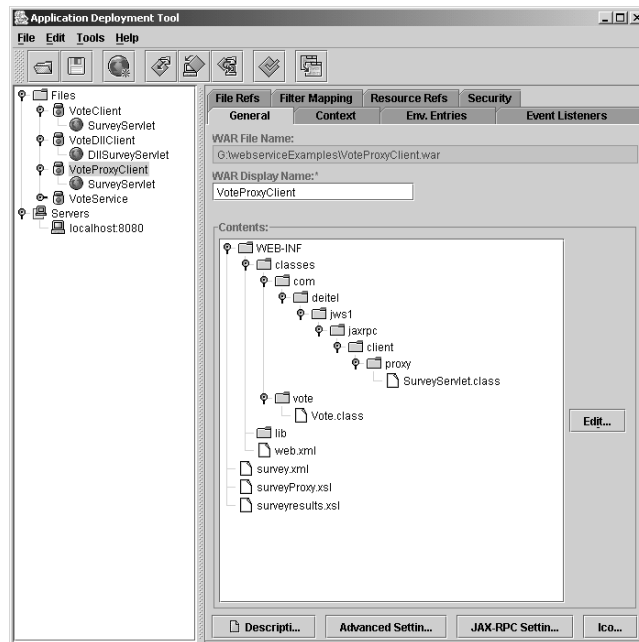 Application Deployment Tool
File Edit Tools Help
Files
VoteClient
SurveyServlet
VoteDIIClient
DIISurveyServlet
VoteProxyClient
SurveyServlet
VoteService
Servers
localhost:8080
File Refs Filter Mapping Resource Refs Security
General Context Env. Entries Event Listeners
WAR File Name:
G:\webserviceExamples\VoteProxyClient.war
WAR Display Name:*
VoteProxyClient
Contents:
WEB-INF
classes
com
deitel
jws1
jaxrpc
client
proxy
SurveyServlet.class
vote
Vote.class
lib
web.xml
survey.xml
surveyProxy.xsl
surveyresults.xsl
Edit...
Descripti... Advanced Settin... JAX-RPC Settin... Ico...